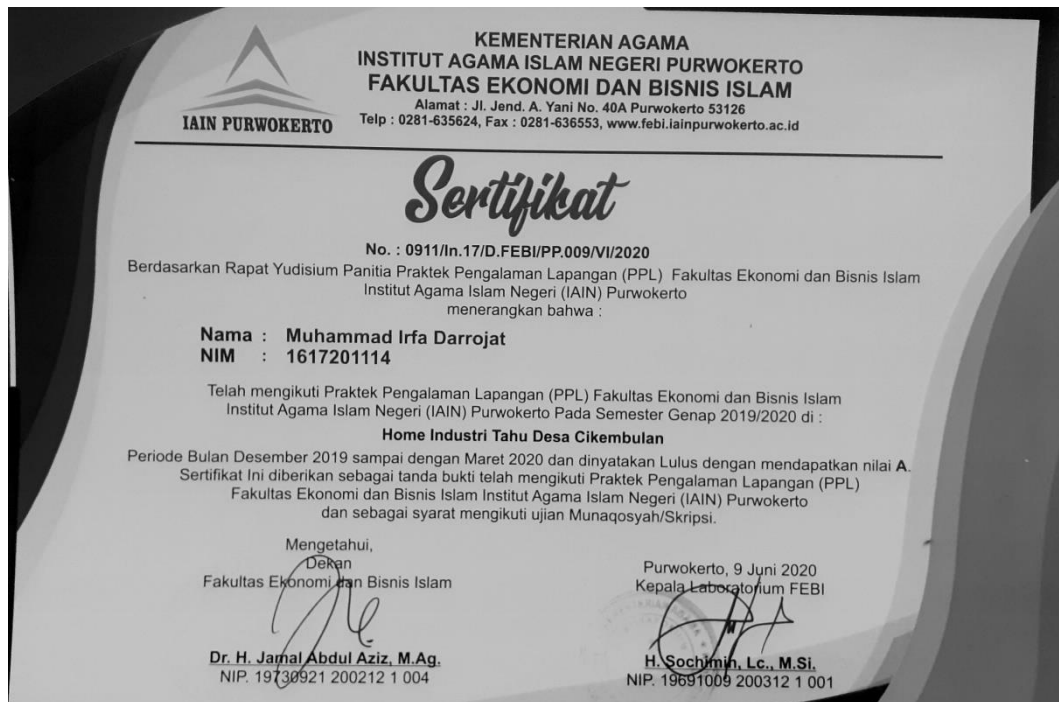 KEMENTERIAN AGAMA
INSTITUT AGAMA ISLAM NEGERI PURWOKERTO
FAKULTAS EKONOMI DAN BISNIS ISLAM
Alamat : Jl. Jend. A. Yani No. 40A Purwokerto 53126
Telp : 0281-635624, Fax : 0281-636553, www.febi.iainpurwokerto.ac.id
IAIN PURWOKERTO
Sertifikat
No. : 0911/In.17/D.FEBI/PP.009/VI/2020
Berdasarkan Rapat Yudisium Panitia Praktek Pengalaman Lapangan (PPL) Fakultas Ekonomi dan Bisnis Islam
Institut Agama Islam Negeri (IAIN) Purwokerto
menerangkan bahwa :
Nama : Muhammad Irfa Darrojat
NIM : 1617201114
Telah mengikuti Praktek Pengalaman Lapangan (PPL) Fakultas Ekonomi dan Bisnis Islam
Institut Agama Islam Negeri (IAIN) Purwokerto Pada Semester Genap 2019/2020 di :
Home Industri Tahu Desa Cikembulan
Periode Bulan Desember 2019 sampai dengan Maret 2020 dan dinyatakan Lulus dengan mendapatkan nilai A.
Sertifikat Ini diberikan sebagai tanda bukti telah mengikuti Praktek Pengalaman Lapangan (PPL)
Fakultas Ekonomi dan Bisnis Islam Institut Agama Islam Negeri (IAIN) Purwokerto
dan sebagai syarat mengikuti ujian Munaqosyah/Skripsi.
Mengetahui,
Dekan
Fakultas Ekonomi dan Bisnis Islam
Dr. H. Jamal Abdul Aziz, M.Ag.
NIP. 19730921 200212 1 004
Purwokerto, 9 Juni 2020
Kepala Laboratorium FEBI
H. Sochimin, Lc., M.Si.
NIP. 19691009 200312 1 001